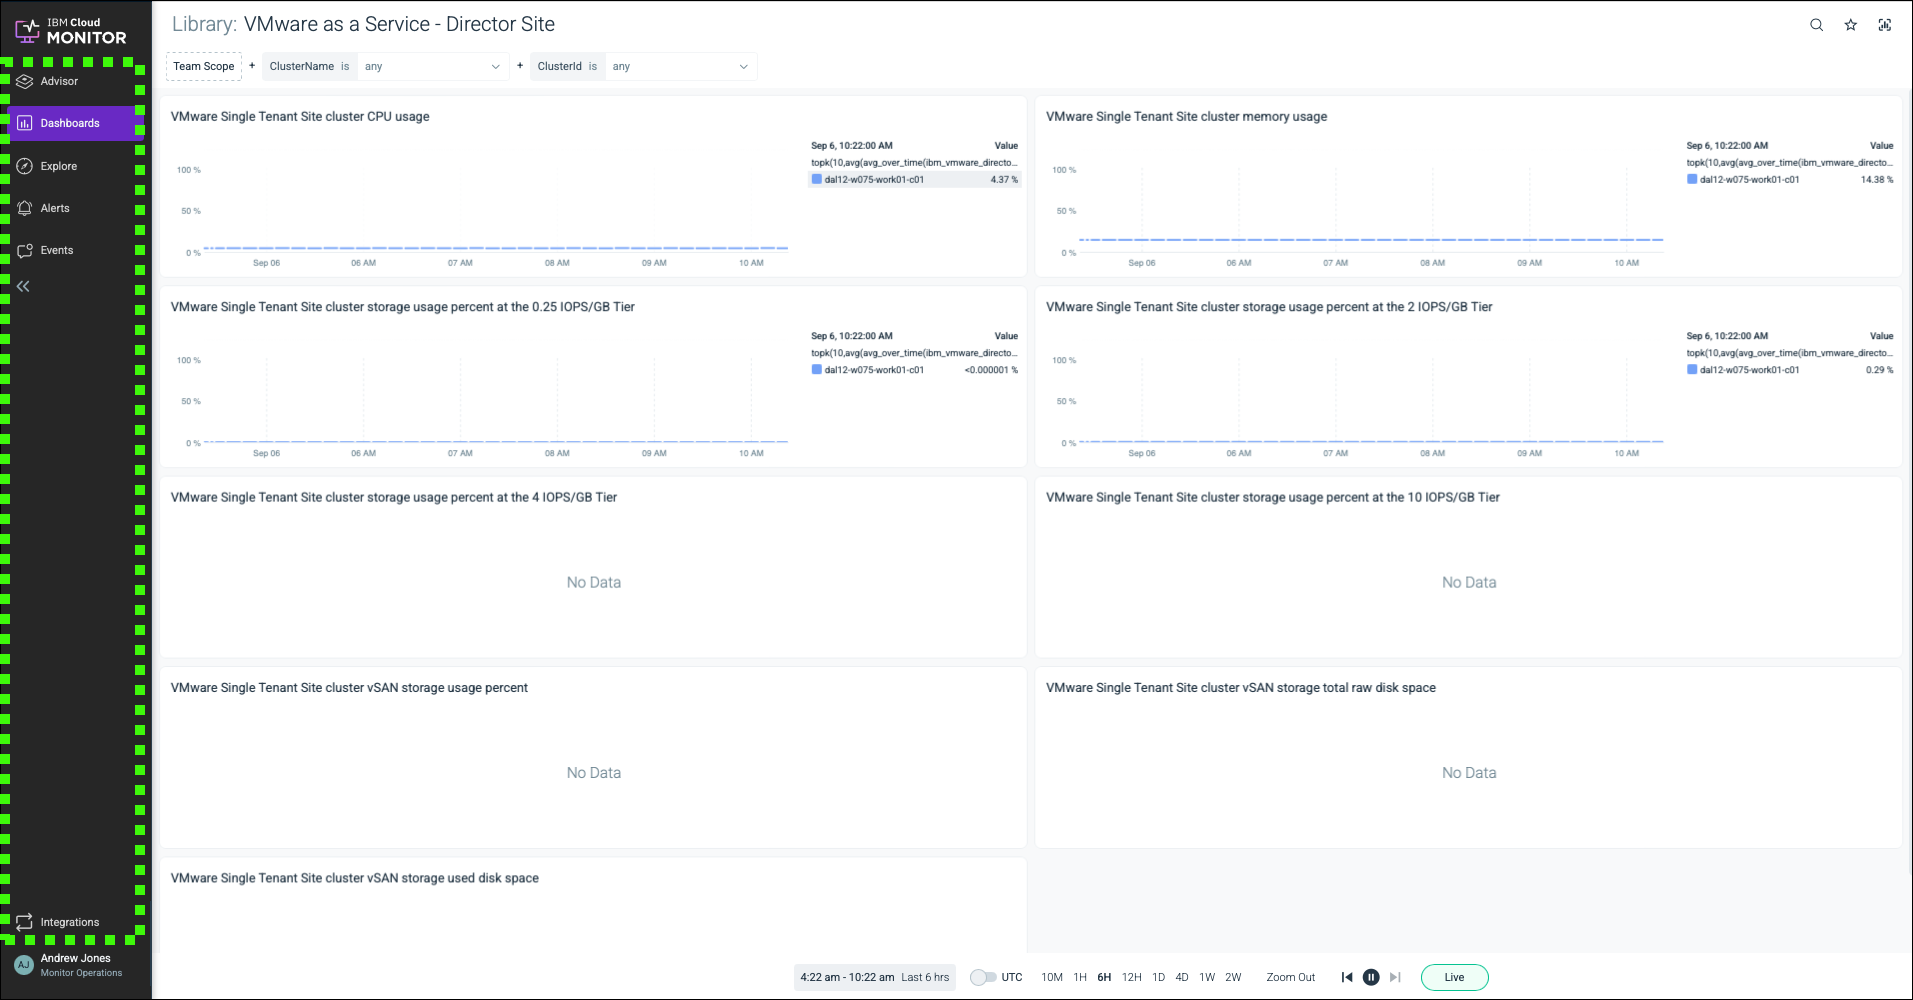 IBM Cloud
MONITOR
Advisor
Dashboards
Explore
Alerts
Events
Integrations
AJ
Andrew Jones
Monitor Operations
Library: VMware as a Service - Director Site
Team Scope + ClusterName is any + ClusterId is any
VMware Single Tenant Site cluster CPU usage
Sep 6, 10:22:00 AM Value
topk(10,avg(avg_over_time(ibm_vmware_directo...
dal12-w075-work01-c01 4.37 %
100 %
50 %
0 %
Sep 06 06 AM 07 AM 08 AM 09 AM 10 AM
VMware Single Tenant Site cluster memory usage
Sep 6, 10:22:00 AM Value
topk(10,avg(avg_over_time(ibm_vmware_directo...
dal12-w075-work01-c01 14.38 %
100 %
50 %
0 %
Sep 06 06 AM 07 AM 08 AM 09 AM 10 AM
VMware Single Tenant Site cluster storage usage percent at the 0.25 IOPS/GB Tier
Sep 6, 10:22:00 AM Value
topk(10,avg(avg_over_time(ibm_vmware_directo...
dal12-w075-work01-c01 <0.000001 %
100 %
50 %
0 %
Sep 06 06 AM 07 AM 08 AM 09 AM 10 AM
VMware Single Tenant Site cluster storage usage percent at the 2 IOPS/GB Tier
Sep 6, 10:22:00 AM Value
topk(10,avg(avg_over_time(ibm_vmware_directo...
dal12-w075-work01-c01 0.29 %
100 %
50 %
0 %
Sep 06 06 AM 07 AM 08 AM 09 AM 10 AM
VMware Single Tenant Site cluster storage usage percent at the 4 IOPS/GB Tier
No Data
VMware Single Tenant Site cluster storage usage percent at the 10 IOPS/GB Tier
No Data
VMware Single Tenant Site cluster vSAN storage usage percent
No Data
VMware Single Tenant Site cluster vSAN storage total raw disk space
No Data
VMware Single Tenant Site cluster vSAN storage used disk space
4:22 am - 10:22 am Last 6 hrs UTC 10M 1H 6H 12H 1D 4D 1W 2W Zoom Out Live